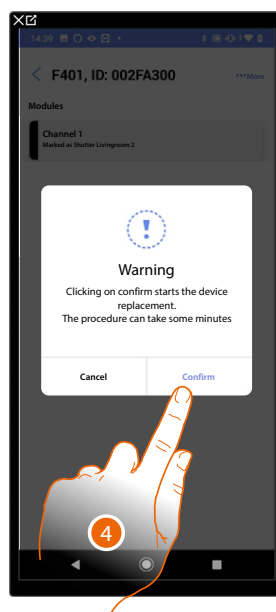 14:39
F401, ID: 002FA300
***More
Modules
Channel 1
Marked as Shutter Livingroom 2
Warning
Clicking on confirm starts the device
replacement.
The procedure can take some minutes
Cancel
Confirm
4